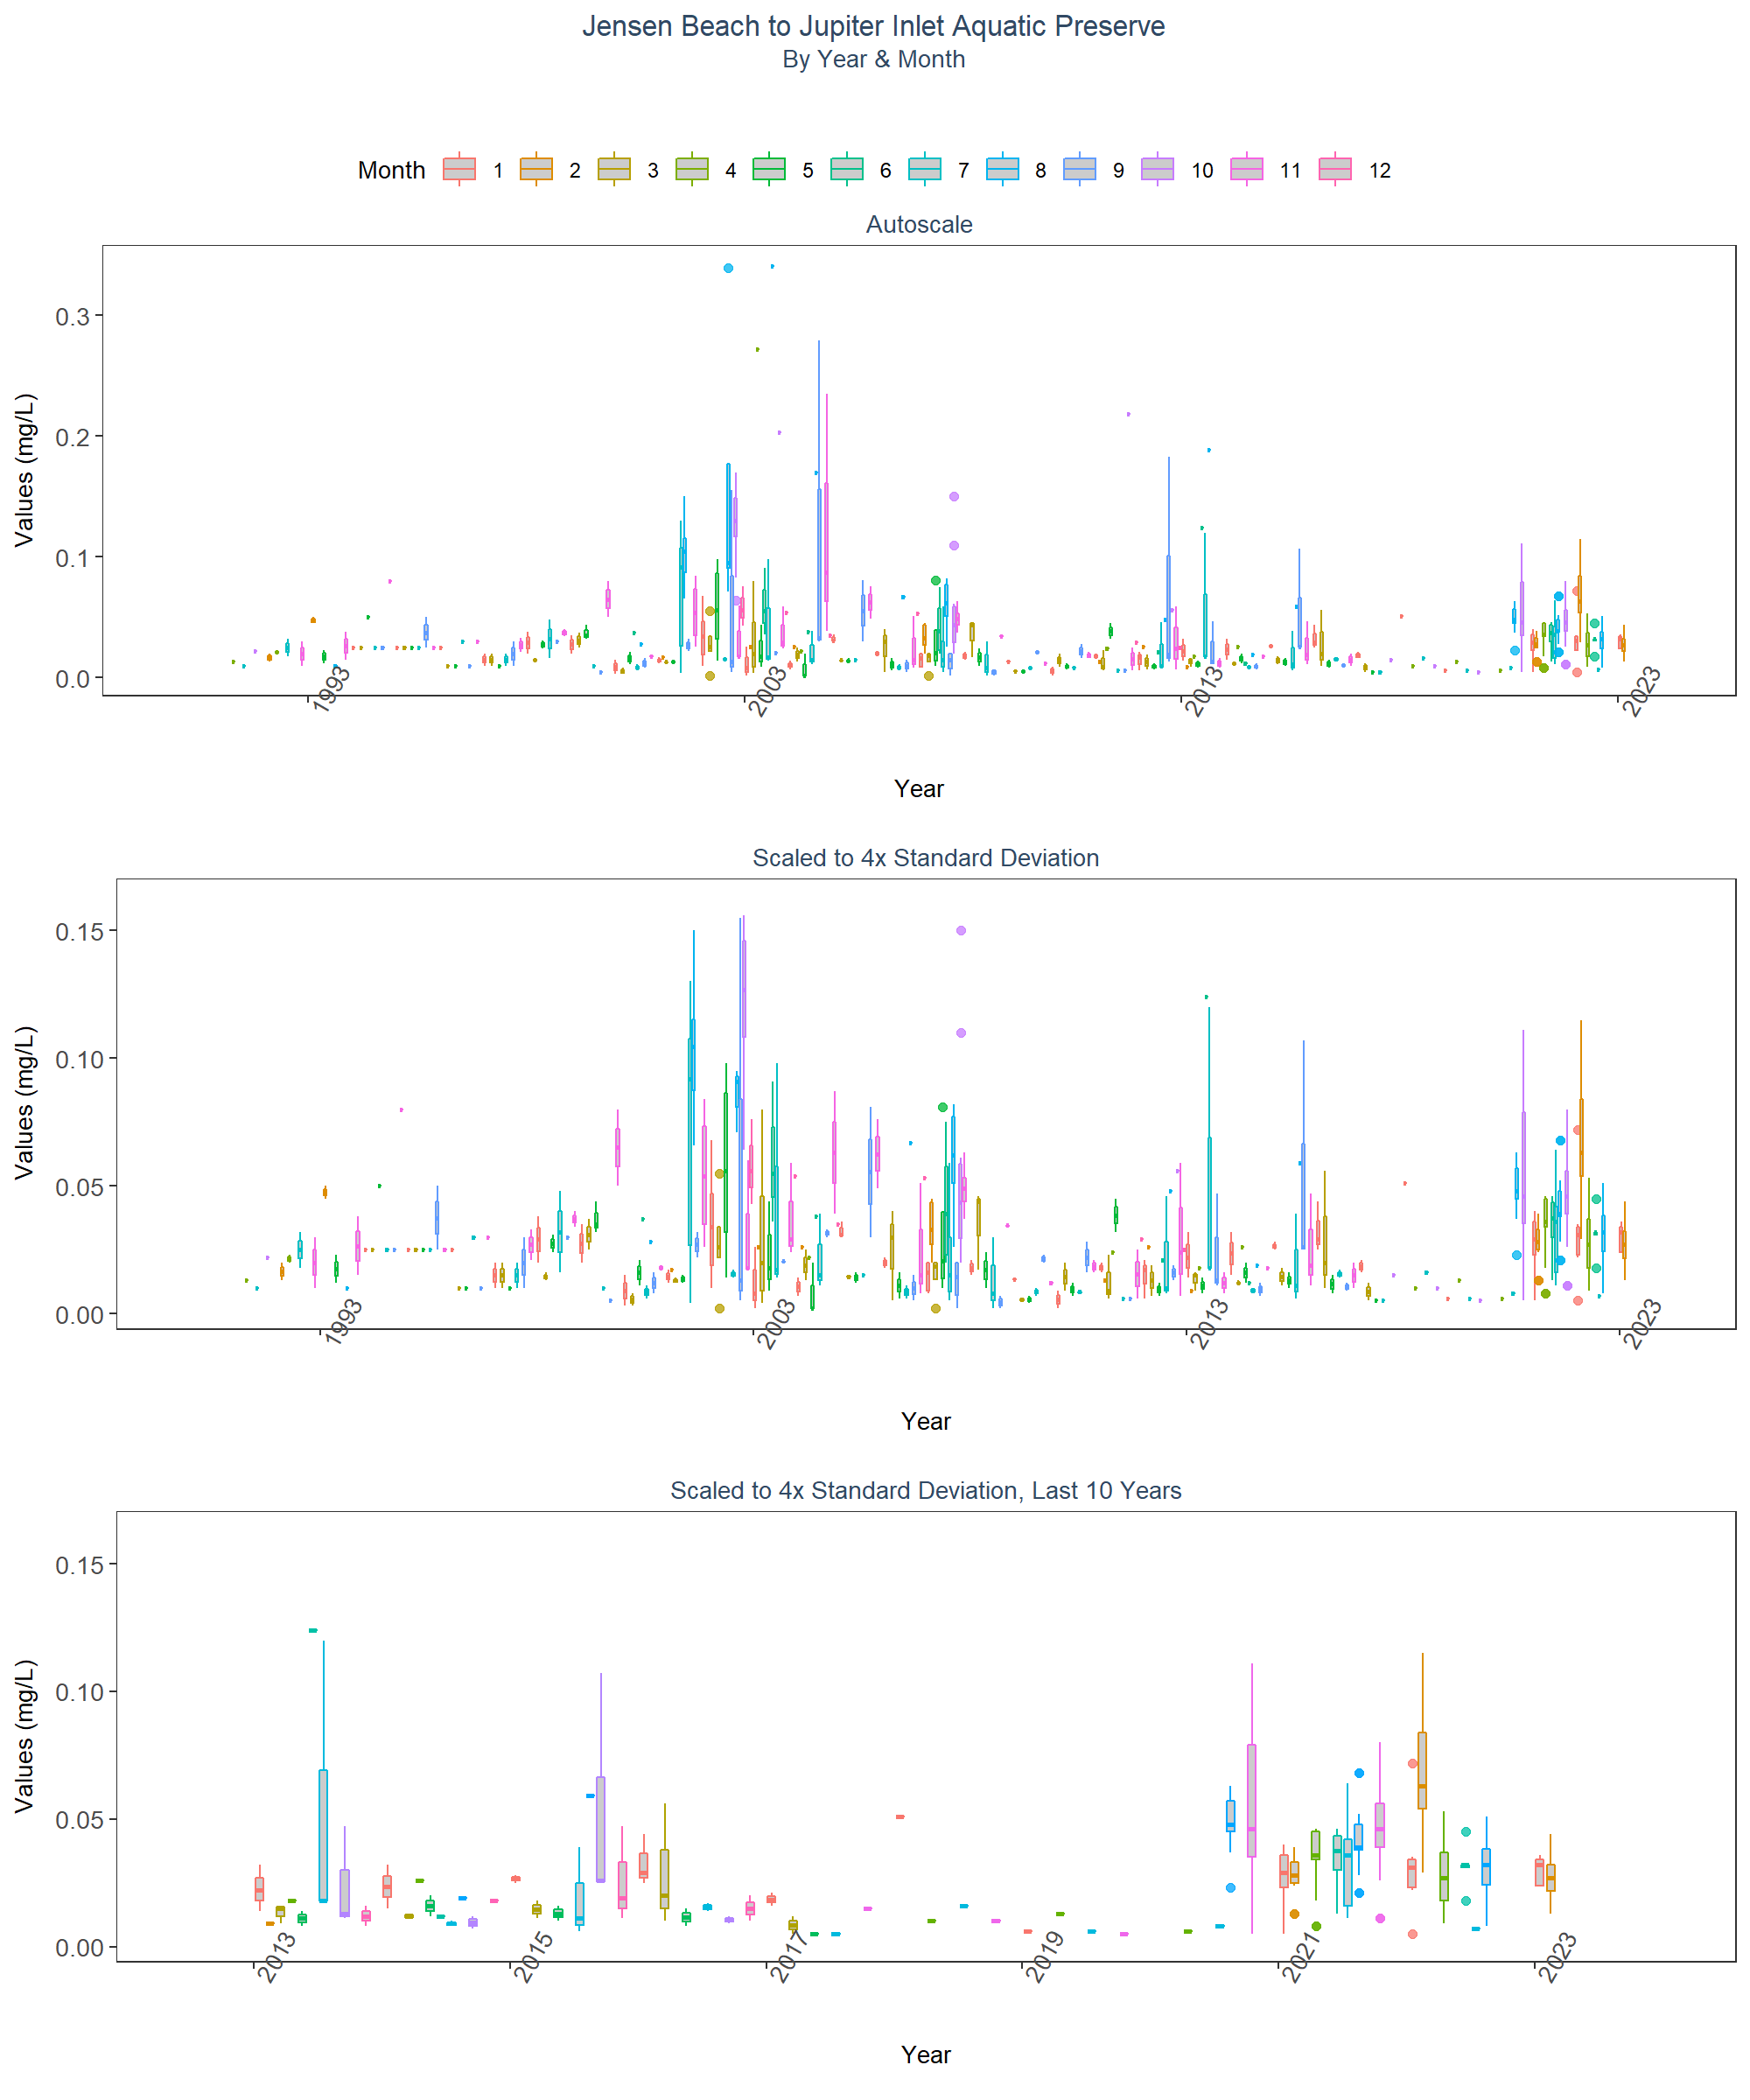 Jensen Beach to Jupiter Inlet Aquatic Preserve
By Year & Month
Month 1 2 3 4 5 6 7 8 9 10 11 12
Autoscale
Values (mg/L)
0.3
0.2
0.1
0.0
1993 2003 2013 2023
Year
Scaled to 4x Standard Deviation
Values (mg/L)
0.15
0.10
0.05
0.00
1993 2003 2013 2023
Year
Scaled to 4x Standard Deviation, Last 10 Years
Values (mg/L)
0.15
0.10
0.05
0.00
2013 2015 2017 2019 2021 2023
Year